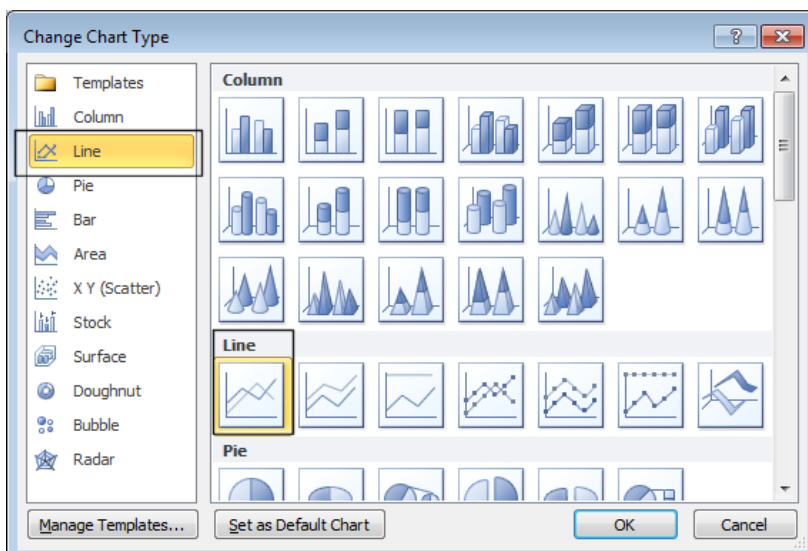 Change Chart Type
Templates
Column
Line
Pie
Bar
Area
X Y (Scatter)
Stock
Surface
Doughnut
Bubble
Radar
Column
Line
Pie
Manage Templates...
Set as Default Chart
OK
Cancel